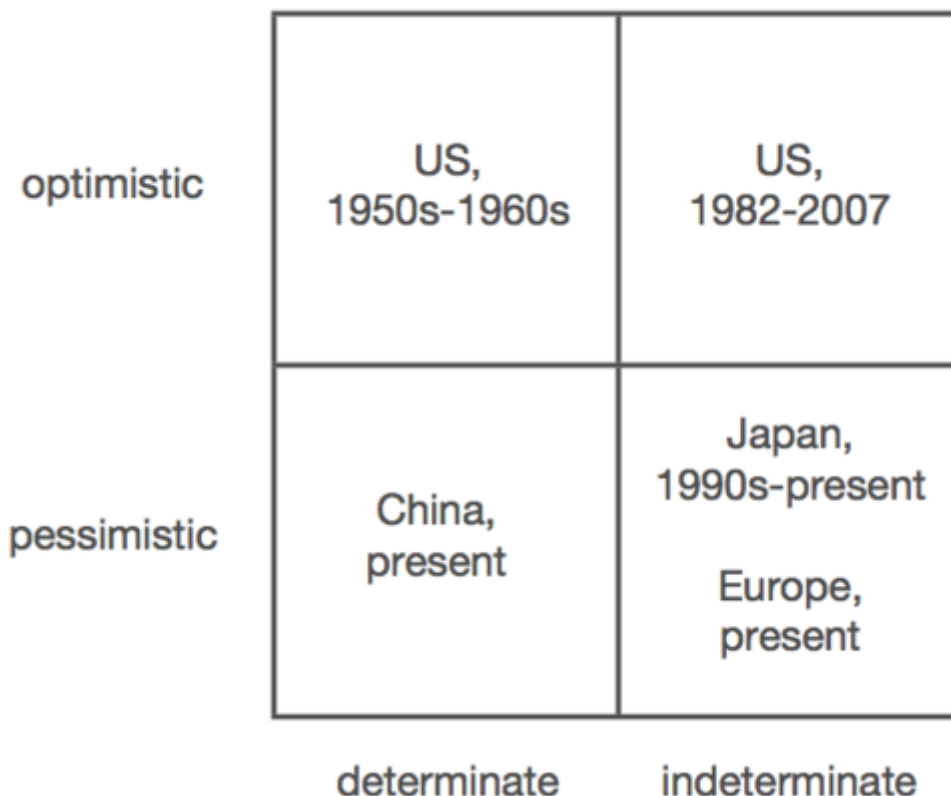 optimistic
US,
1950s-1960s
US,
1982-2007
pessimistic
China,
present
Japan,
1990s-present
Europe,
present
determinate
indeterminate